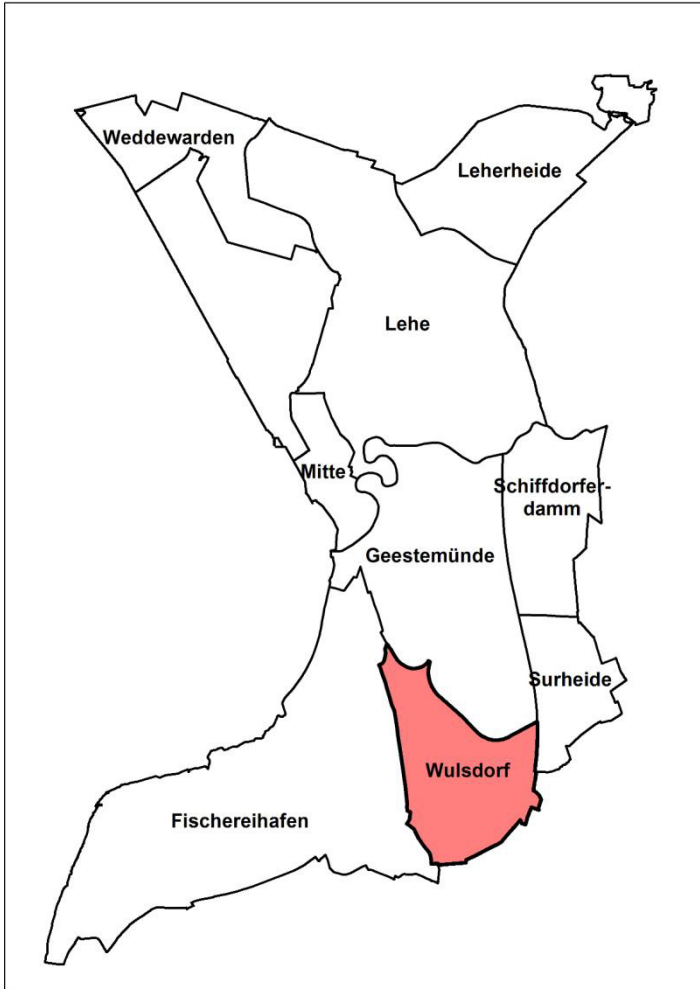 Weddewarden
Leherheide
Lehe
Mitte
Schiffdorfer-
damm
Geestemünde
Surheide
Wulsdorf
Fischereihafen